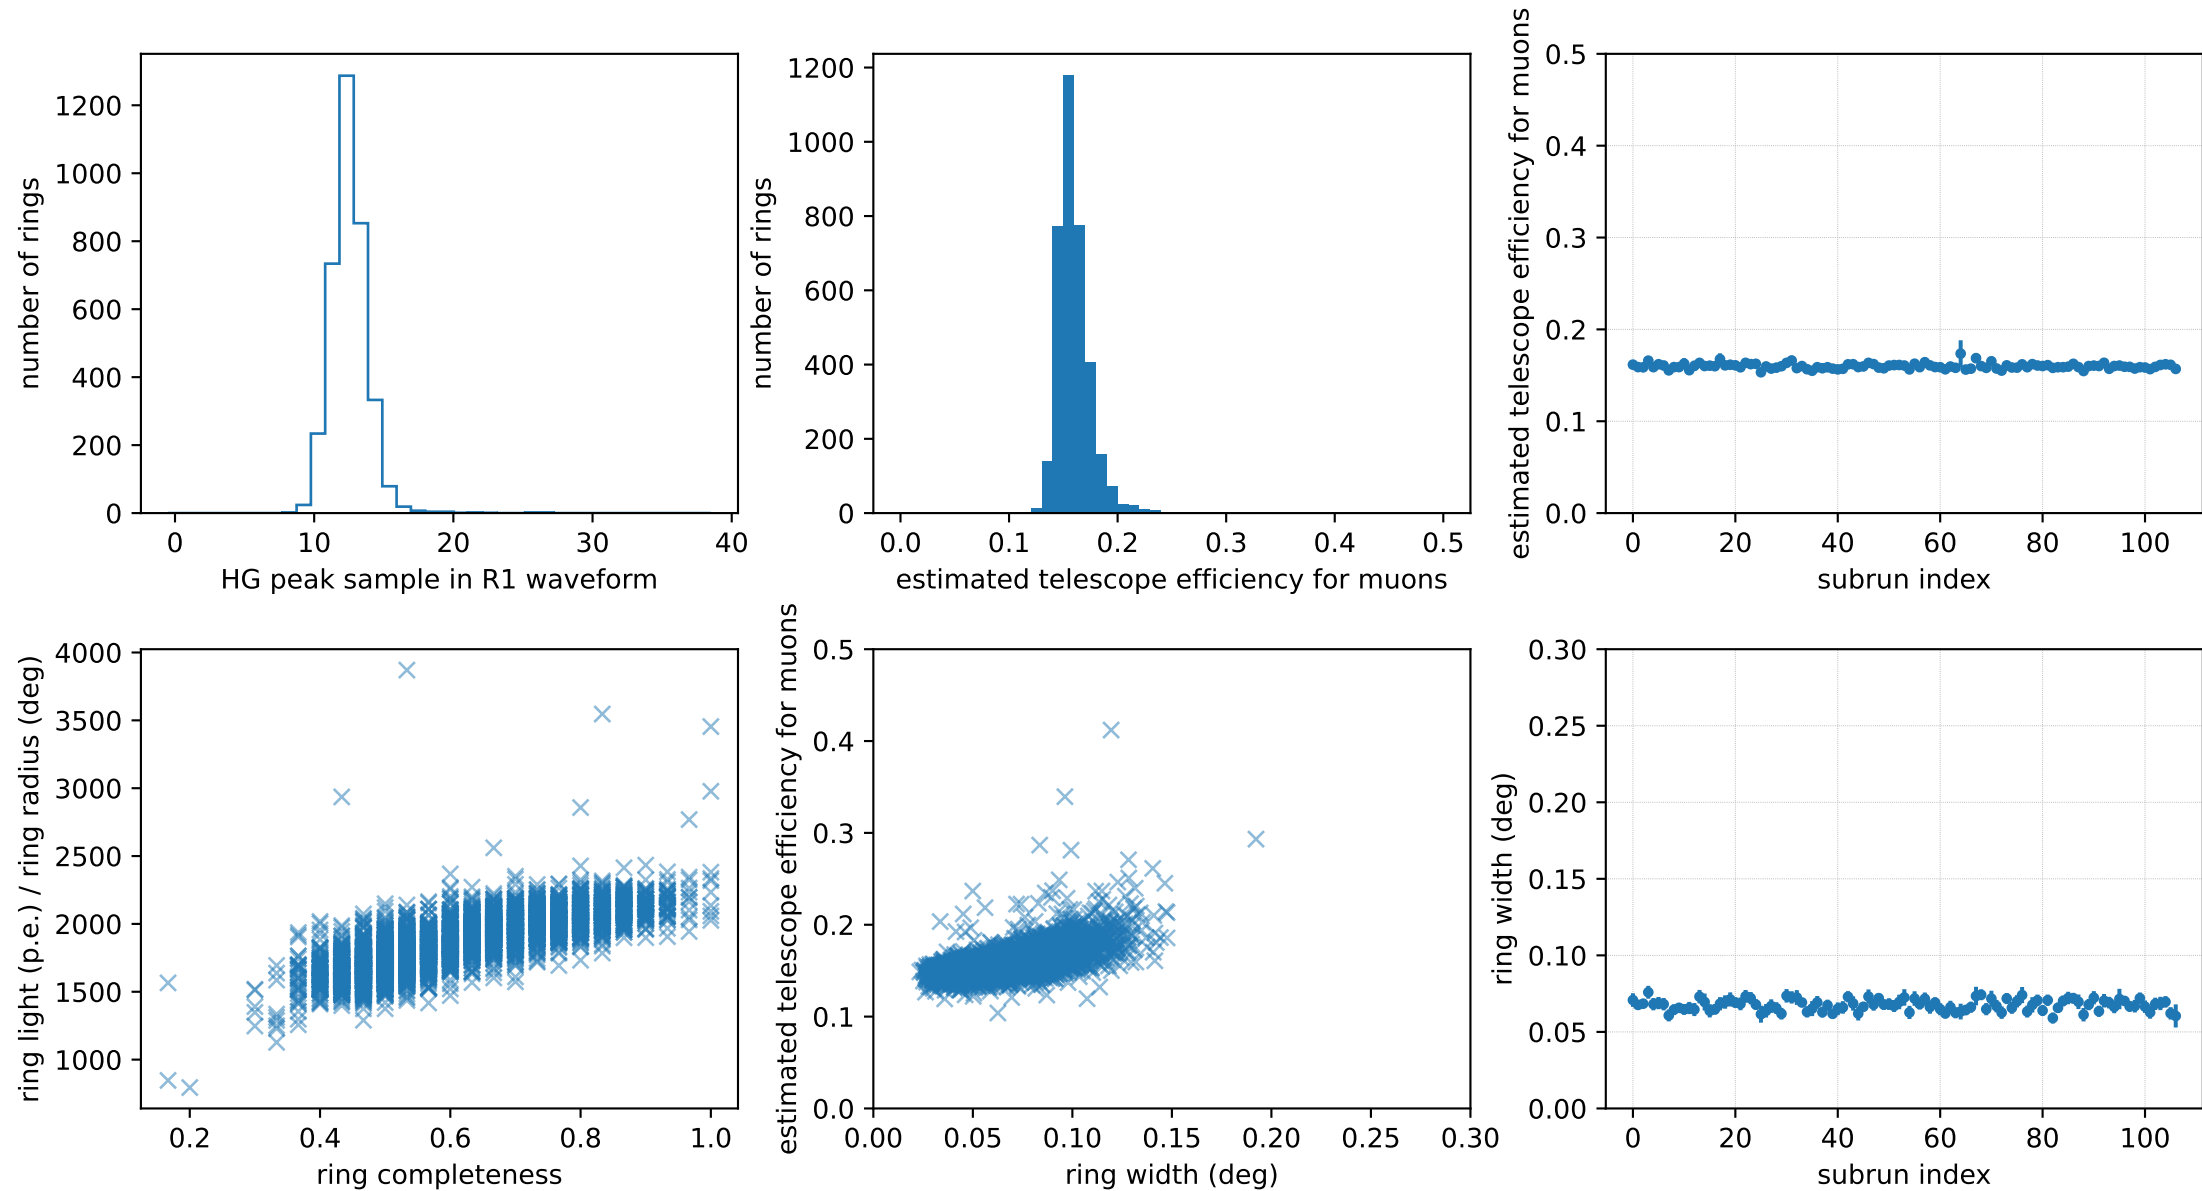 number of rings
1200
1000
800
600
400
200
0
0 10 20 30 40
HG peak sample in R1 waveform
number of rings
1200
1000
800
600
400
200
0
0.0 0.1 0.2 0.3 0.4 0.5
estimated telescope efficiency for muons
estimated telescope efficiency for muons
0.5
0.4
0.3
0.2
0.1
0.0
0 20 40 60 80 100
subrun index
ring light (p.e.) / ring radius (deg)
4000
3500
3000
2500
2000
1500
1000
0.2 0.4 0.6 0.8 1.0
ring completeness
estimated telescope efficiency for muons
0.5
0.4
0.3
0.2
0.1
0.0
0.00 0.05 0.10 0.15 0.20 0.25 0.30
ring width (deg)
ring width (deg)
0.30
0.25
0.20
0.15
0.10
0.05
0.00
0 20 40 60 80 100
subrun index